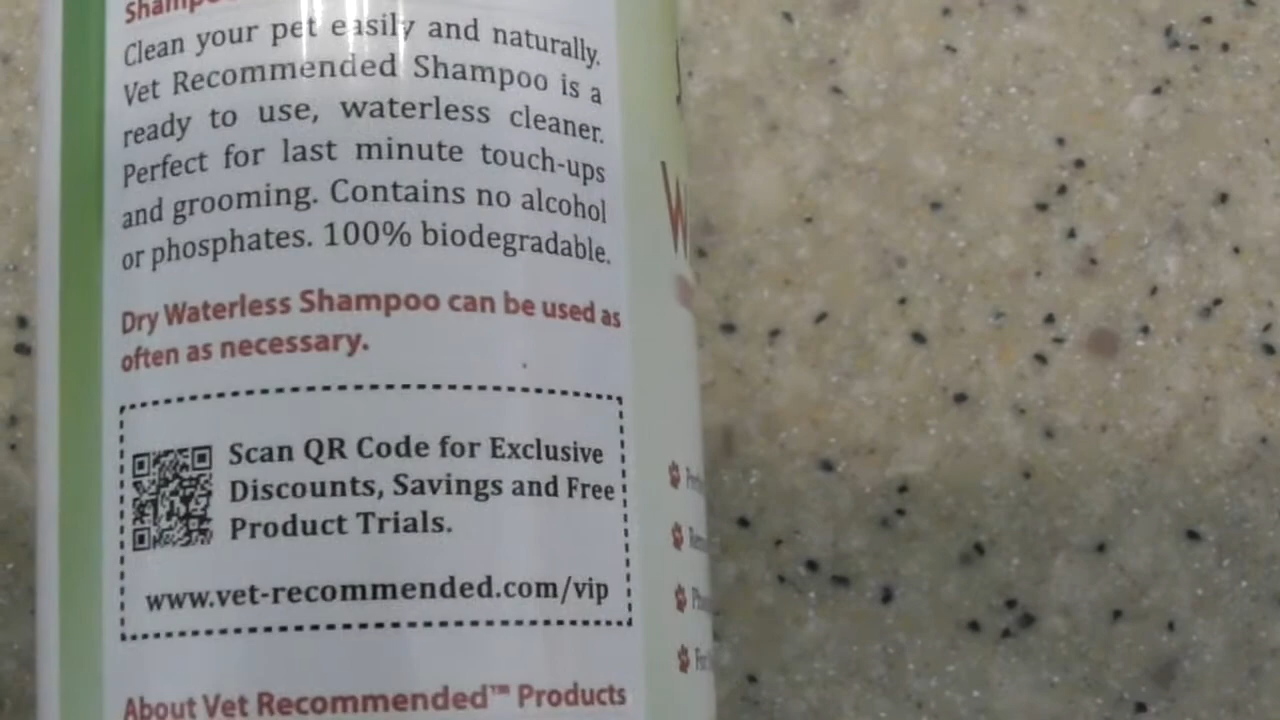 Shampoo
Clean your pet easily and naturally.
Vet Recommended Shampoo is a
ready to use, waterless cleaner.
Perfect for last minute touch-ups
and grooming. Contains no alcohol
or phosphates. 100% biodegradable.
Dry Waterless Shampoo can be used as
often as necessary.
Scan QR Code for Exclusive
Discounts, Savings and Free
Product Trials.
www.vet-recommended.com/vip
About Vet Recommended™ Products